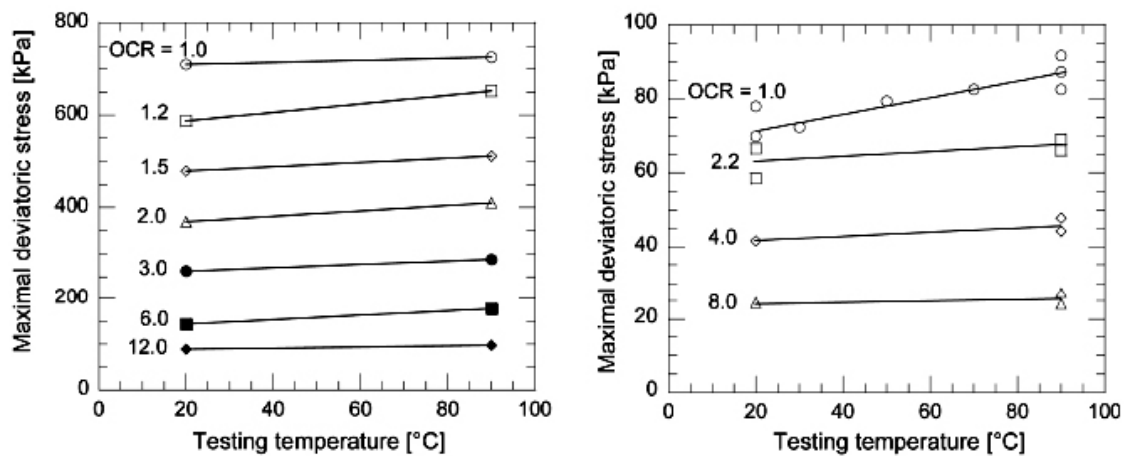 Maximal deviatoric stress [kPa]
800
600
400
200
0
OCR = 1.0
1.2
1.5
2.0
3.0
6.0
12.0
0 20 40 60 80 100
Testing temperature [°C]
Maximal deviatoric stress [kPa]
100
80
60
40
20
0
OCR = 1.0
2.2
4.0
8.0
0 20 40 60 80 100
Testing temperature [°C]